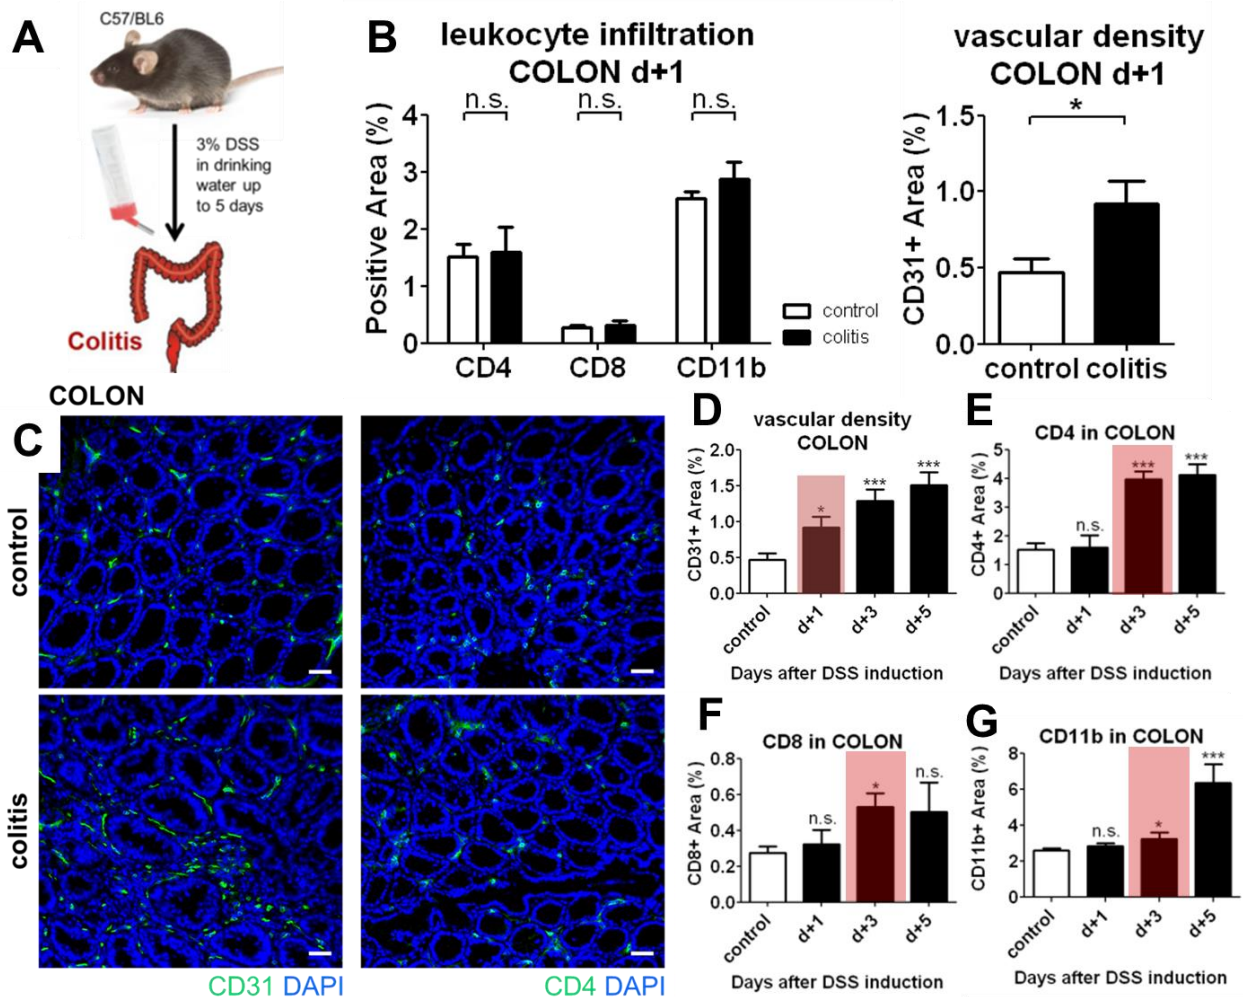 A
C57/BL6
3% DSS
in drinking
water up
to 5 days
Colitis
B
leukocyte infiltration
COLON d+1
n.s. n.s. n.s.
Positive Area (%)
4
3
2
1
0
CD4 CD8 CD11b
control
colitis
vascular density
COLON d+1
*
CD31+ Area (%)
1.5
1.0
0.5
0.0
control colitis
COLON
C
control
colitis
CD31 DAPI
CD4 DAPI
D
vascular density
COLON
CD31+ Area (%)
2.0
1.5
1.0
0.5
0.0
* *** ***
control d+1 d+3 d+5
Days after DSS induction
E
CD4 in COLON
CD4+ Area (%)
5
4
3
2
1
0
n.s. *** ***
control d+1 d+3 d+5
Days after DSS induction
F
CD8 in COLON
CD8+ Area (%)
0.8
0.6
0.4
0.2
0.0
n.s. * n.s.
control d+1 d+3 d+5
Days after DSS induction
G
CD11b in COLON
CD11b+ Area (%)
8
6
4
2
0
n.s. * ***
control d+1 d+3 d+5
Days after DSS induction